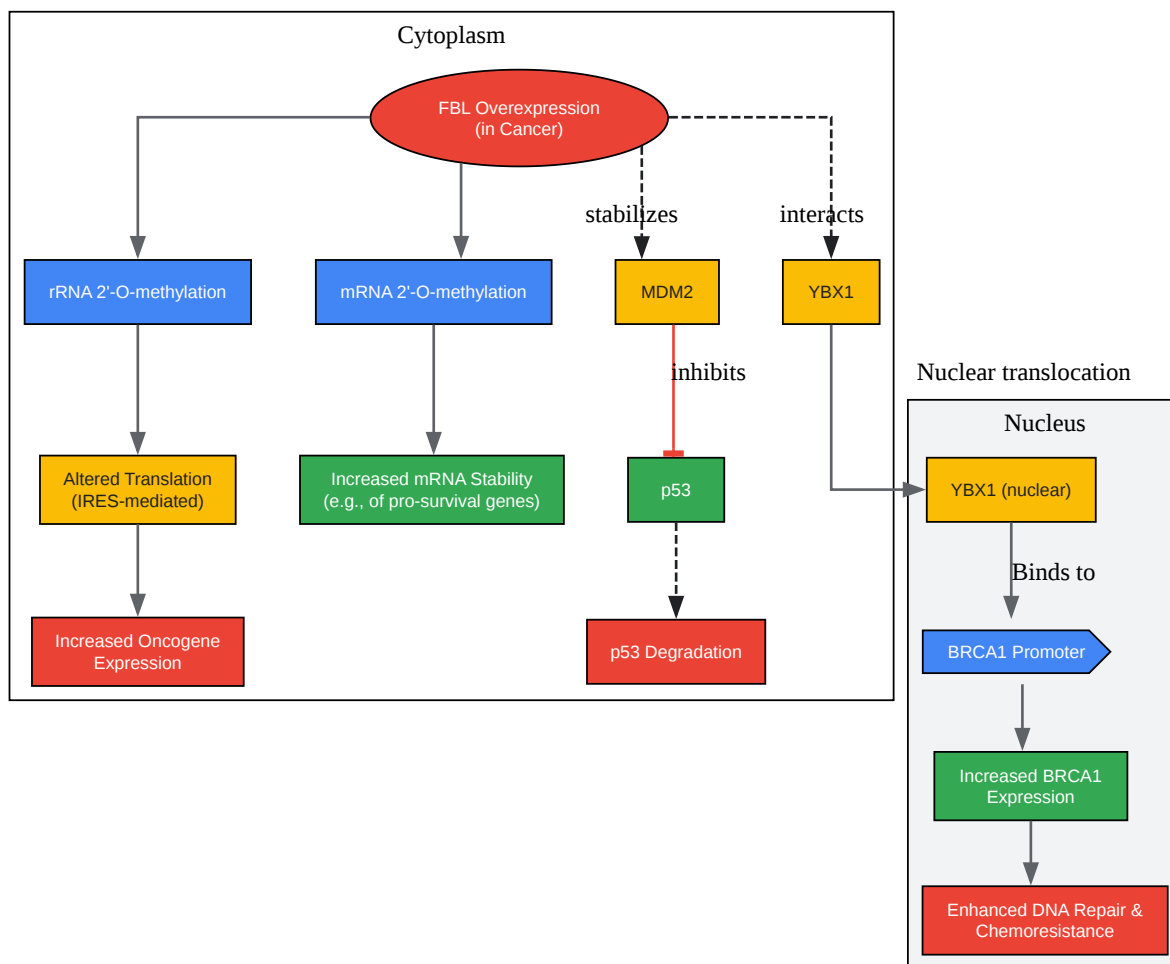 Cytoplasm
FBL Overexpression
(in Cancer)
stabilizes
interacts
rRNA 2'-O-methylation
mRNA 2'-O-methylation
MDM2
YBX1
inhibits
Nuclear translocation
Nucleus
Altered Translation
(IRES-mediated)
Increased mRNA Stability
(e.g., of pro-survival genes)
p53
YBX1 (nuclear)
Binds to
Increased Oncogene
Expression
p53 Degradation
BRCA1 Promoter
Increased BRCA1
Expression
Enhanced DNA Repair &
Chemoresistance